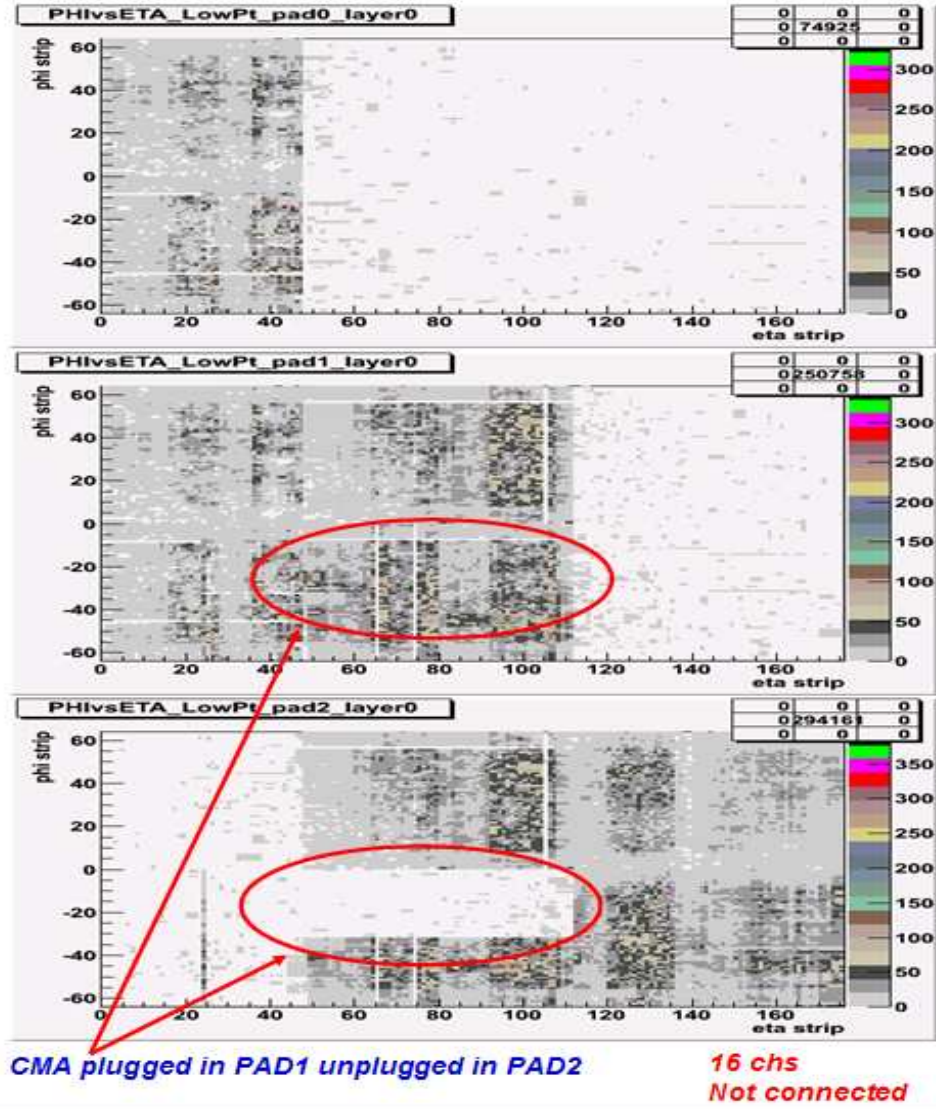 PHIvsETA_LowPt_pad0_layer0
0 0 0
0 74925 0
0 0 0
phi strip
60
40
20
0
-20
-40
-60
0 20 40 60 80 100 120 140 160
eta strip
300
250
200
150
100
50
0
PHIvsETA_LowPt_pad1_layer0
0 0 0
0 250758 0
0 0 0
phi strip
60
40
20
0
-20
-40
-60
0 20 40 60 80 100 120 140 160
eta strip
300
250
200
150
100
50
0
PHIvsETA_LowPt_pad2_layer0
0 0 0
0 294161 0
0 0 0
phi strip
60
40
20
0
-20
-40
-60
0 20 40 60 80 100 120 140 160
eta strip
350
300
250
200
150
100
50
0
CMA plugged in PAD1 unplugged in PAD2
16 chs
Not connected